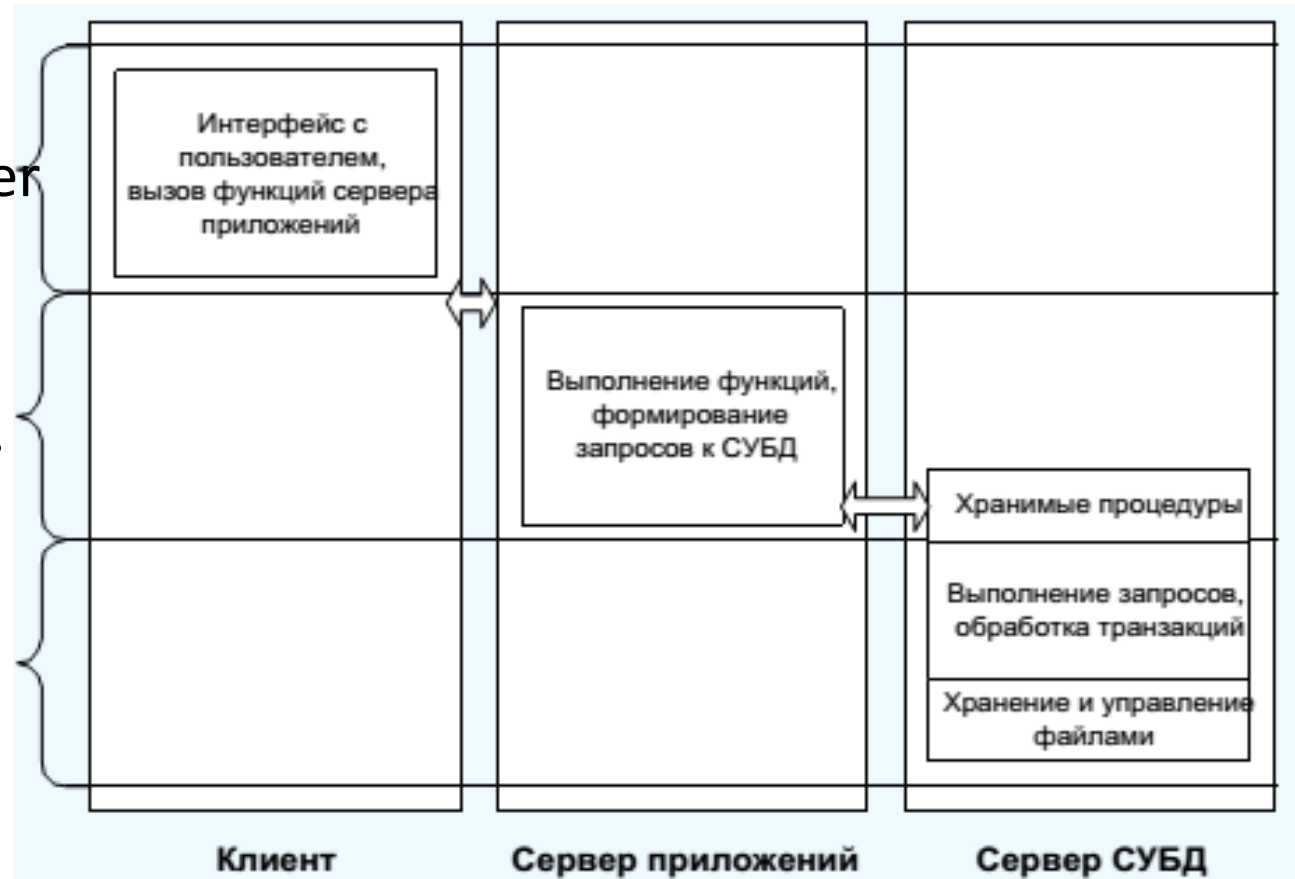 er
Интерфейс с
пользователем,
вызов функций сервера
приложений
Выполнение функций,
формирование
запросов к СУБД
Хранимые процедуры
Выполнение запросов,
обработка транзакций
Хранение и управление
файлами
Клиент
Сервер приложений
Сервер СУБД